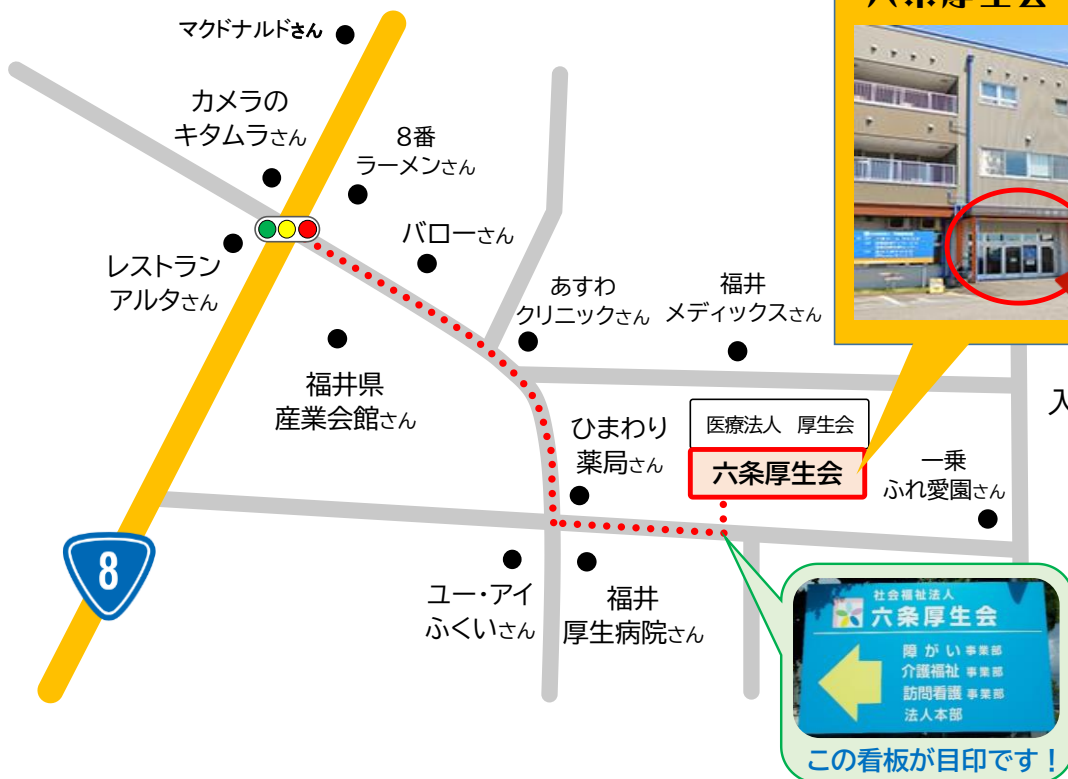 六条厚生会
マクドナルドさん
カメラの
キタムラさん
8番
ラーメンさん
バローさん
レストラン
アルタさん
あすわ
クリニックさん
福井
メディックスさん
福井県
産業会館さん
ひまわり
薬局さん
医療法人 厚生会
六条厚生会
一乗
ふれ愛園さん
入
8
ユー・アイ
ふくいさん
福井
厚生病院さん
社会福祉法人
六条厚生会
障がい事業部
介護福祉 事業部
訪問看護 事業部
法人本部
この看板が目印です！